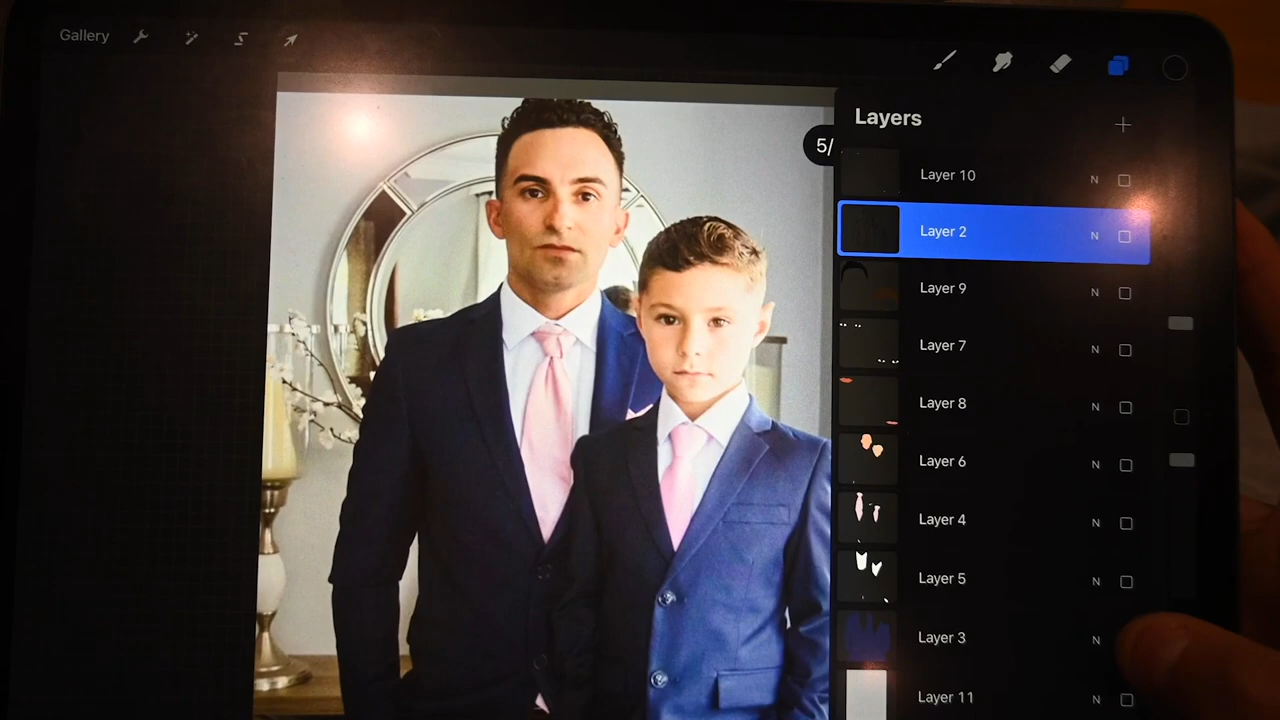 Gallery
Layers
5/
Layer 10 N
Layer 2 N
Layer 9 N
Layer 7 N
Layer 8 N
Layer 6 N
Layer 4 N
Layer 5 N
Layer 3 N
Layer 11 N